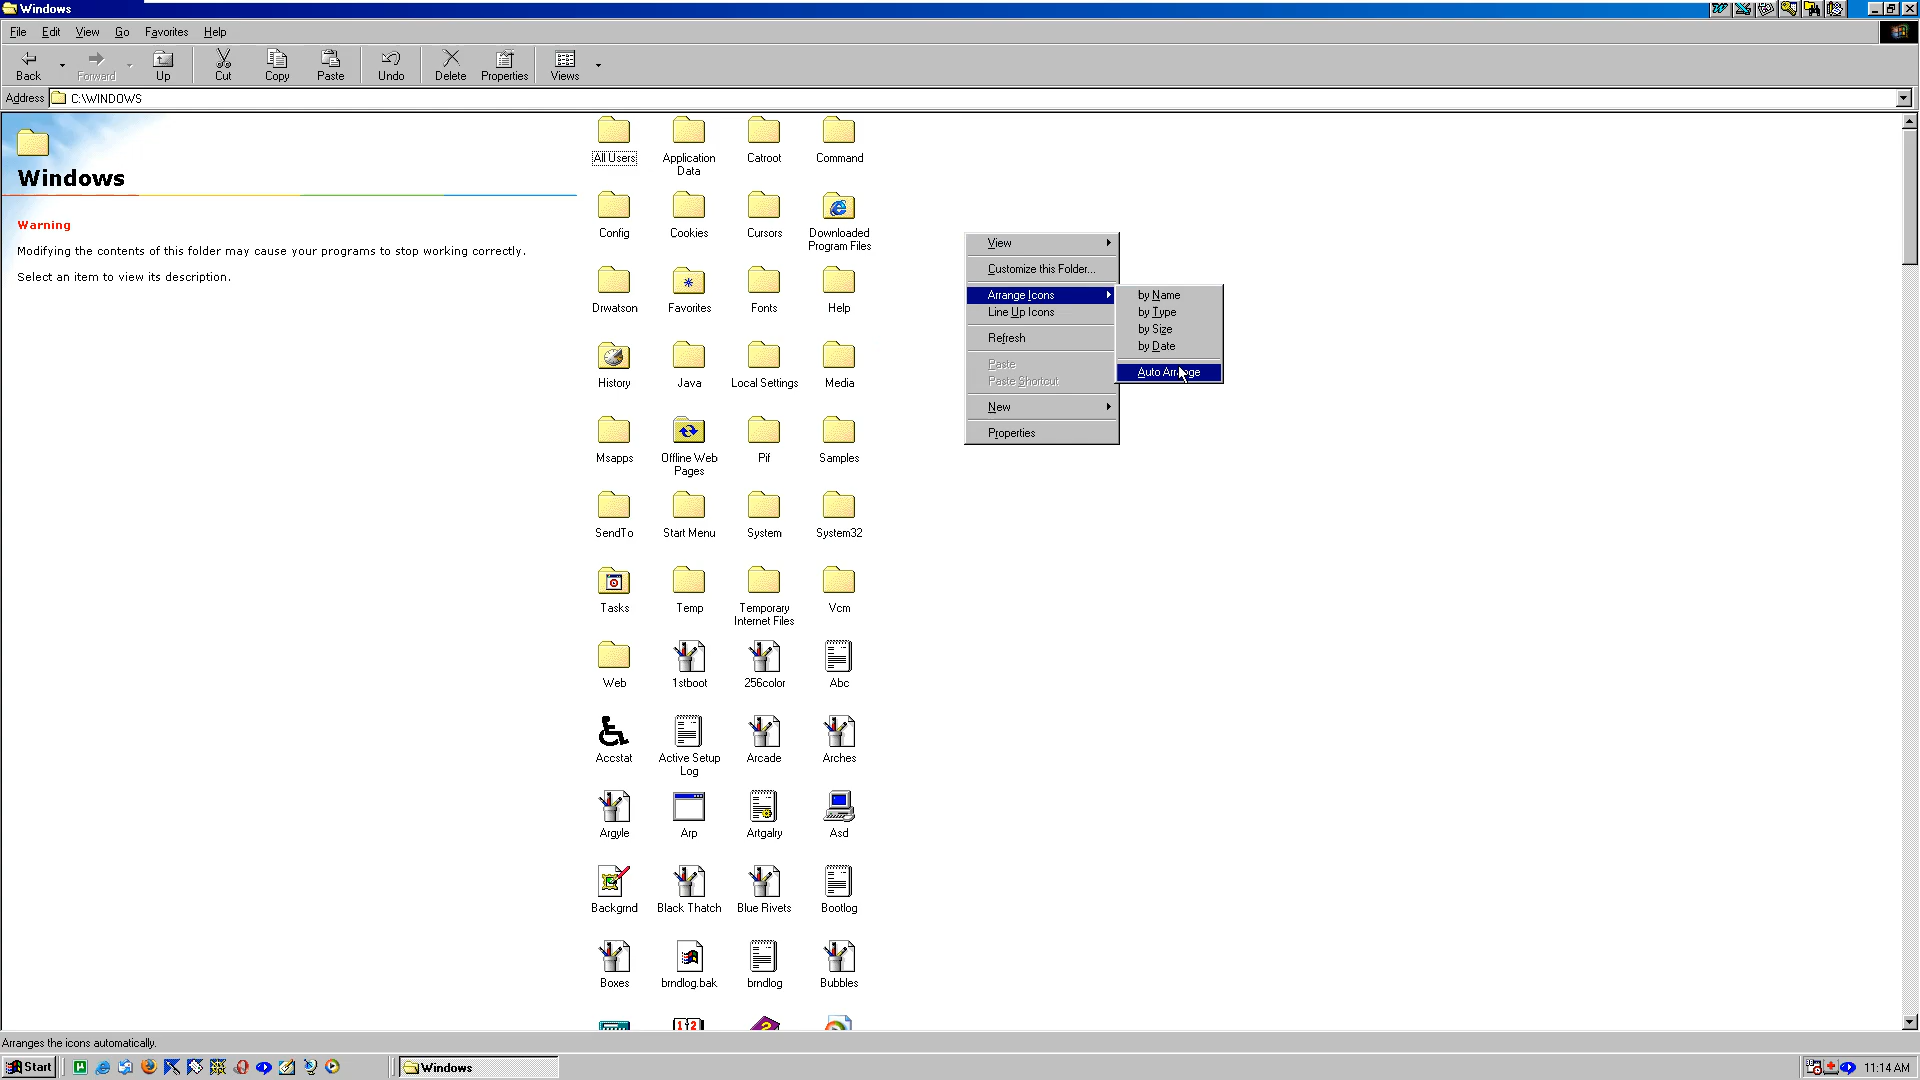 Windows
File Edit View Go Favorites Help
Back Forward Up Cut Copy Paste Undo Delete Properties Views
Address C:\WINDOWS
Windows
Warning
Modifying the contents of this folder may cause your programs to stop working correctly.
Select an item to view its description.
All Users Application Data Catroot Command
Config Cookies Cursors Downloaded Program Files
Drwatson Favorites Fonts Help
History Java Local Settings Media
Msapps Offline Web Pages Pif Samples
SendTo Start Menu System System32
Tasks Temp Temporary Internet Files Vcm
Web 1stboot 256color Abc
Accstat Active Setup Log Arcade Arches
Argyle Arp Artgalry Asd
Backgrnd Black Thatch Blue Rivets Bootlog
Boxes brndlog.bak brndlog Bubbles
View
Customize this Folder...
Arrange Icons
Line Up Icons
Refresh
Paste
Paste Shortcut
New
Properties
by Name
by Type
by Size
by Date
Auto Arrange
Arranges the icons automatically.
Start Windows 11:14 AM